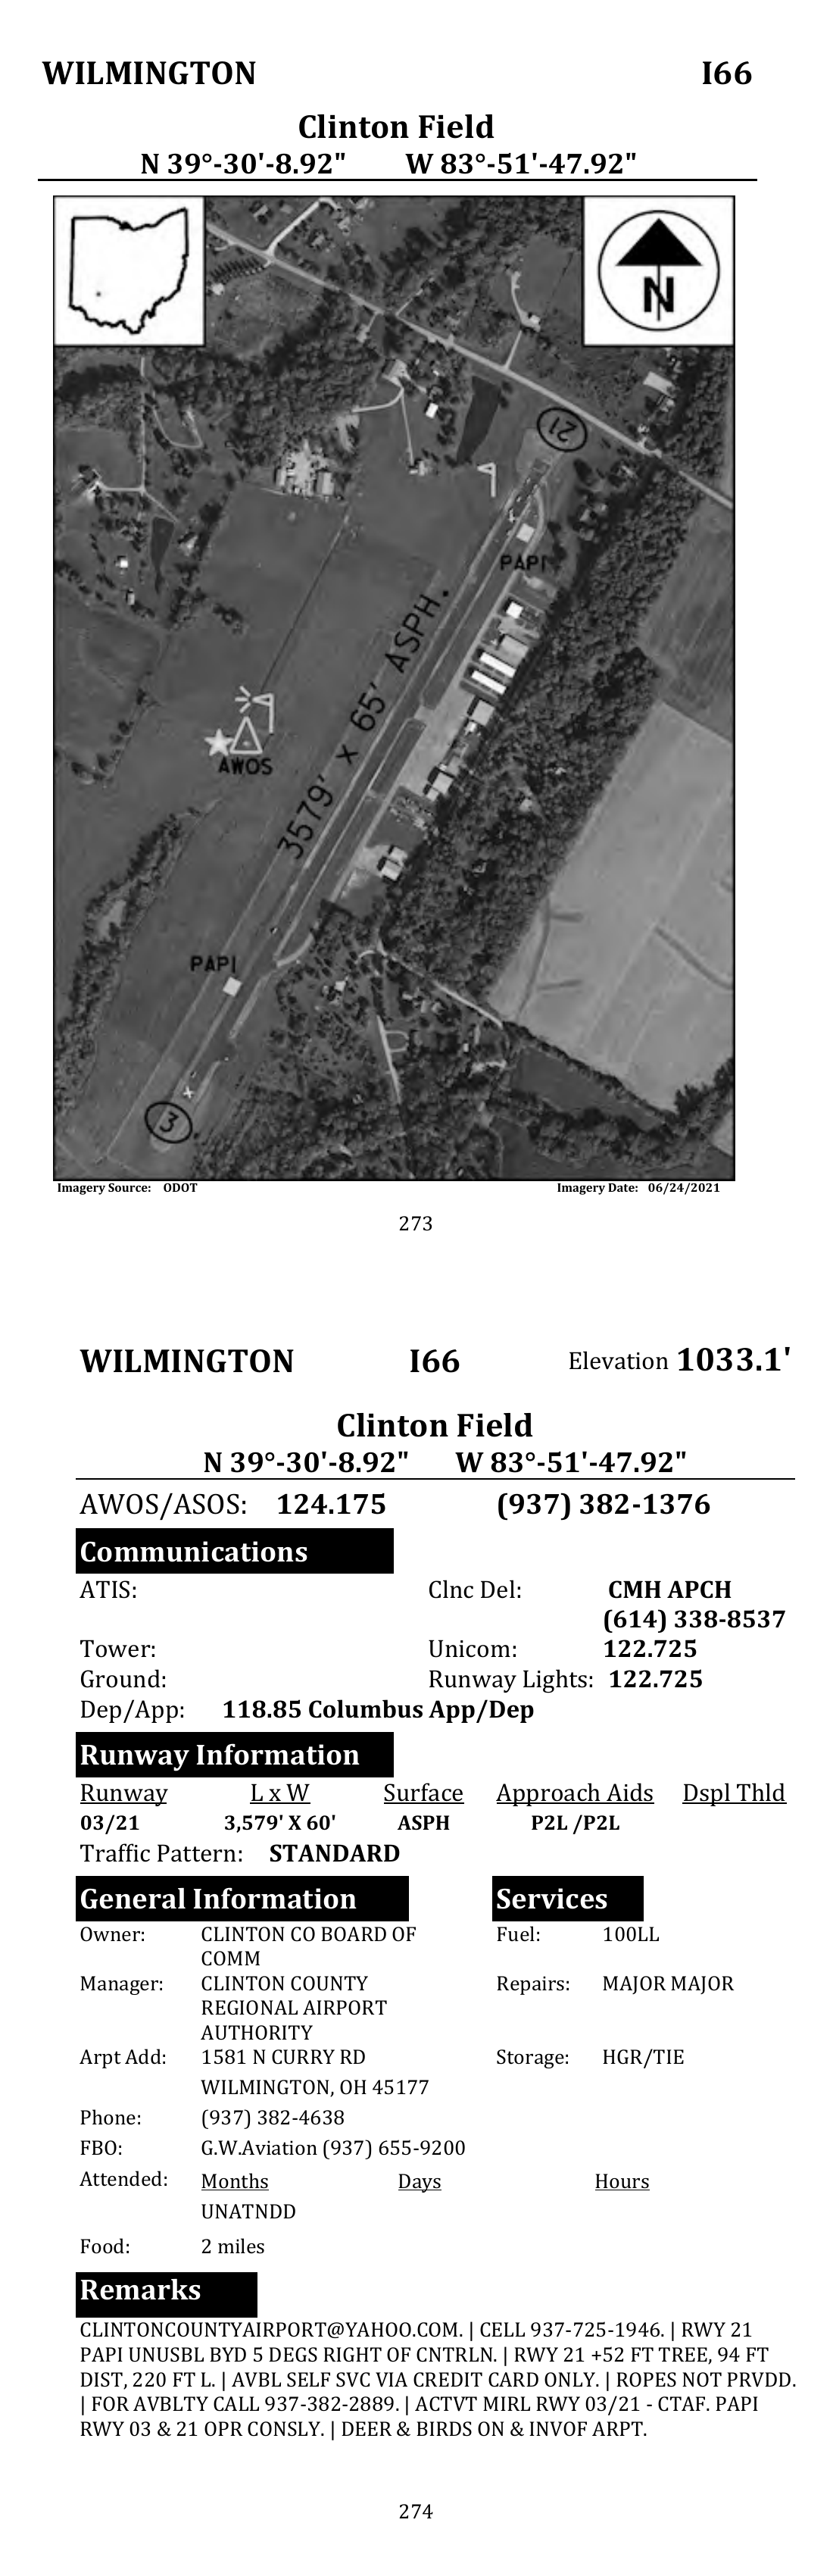 WILMINGTON I66
Clinton Field
N 39°-30'-8.92" W 83°-51'-47.92"
N
21
PAPI
3579' x 65' ASPH.
AWOS
PAPI
3
Imagery Source: ODOT Imagery Date: 06/24/2021
273
WILMINGTON I66 Elevation 1033.1'
Clinton Field
N 39°-30'-8.92" W 83°-51'-47.92"
AWOS/ASOS: 124.175 (937) 382-1376
Communications
ATIS: Clnc Del: CMH APCH
(614) 338-8537
Tower: Unicom: 122.725
Ground: Runway Lights: 122.725
Dep/App: 118.85 Columbus App/Dep
Runway Information
Runway L x W Surface Approach Aids Dspl Thld
03/21 3,579' X 60' ASPH P2L /P2L
Traffic Pattern: STANDARD
General Information Services
Owner: CLINTON CO BOARD OF Fuel: 100LL
COMM
Manager: CLINTON COUNTY Repairs: MAJOR MAJOR
REGIONAL AIRPORT
AUTHORITY
Arpt Add: 1581 N CURRY RD Storage: HGR/TIE
WILMINGTON, OH 45177
Phone: (937) 382-4638
FBO: G.W.Aviation (937) 655-9200
Attended: Months Days Hours
UNATNDD
Food: 2 miles
Remarks
CLINTONCOUNTYAIRPORT@YAHOO.COM. | CELL 937-725-1946. | RWY 21
PAPI UNUSBL BYD 5 DEGS RIGHT OF CNTRLN. | RWY 21 +52 FT TREE, 94 FT
DIST, 220 FT L. | AVBL SELF SVC VIA CREDIT CARD ONLY. | ROPES NOT PRVDD.
| FOR AVBLTY CALL 937-382-2889. | ACTVT MIRL RWY 03/21 - CTAF. PAPI
RWY 03 & 21 OPR CONSLY. | DEER & BIRDS ON & INVOF ARPT.
274